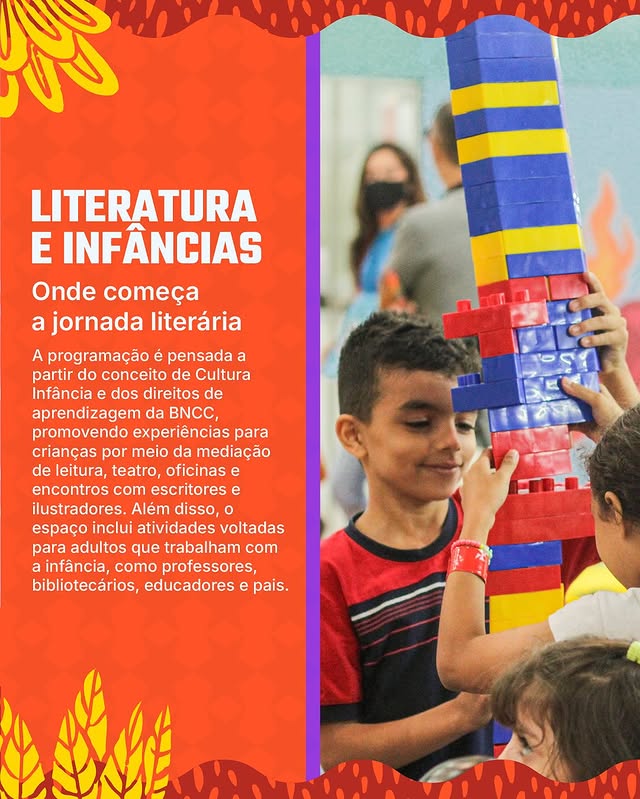 LITERATURA
E INFÂNCIAS
Onde começa
a jornada literária
A programação é pensada a
partir do conceito de Cultura
Infância e dos direitos de
aprendizagem da BNCC,
promovendo experiências para
crianças por meio da mediação
de leitura, teatro, oficinas e
encontros com escritores e
ilustradores. Além disso, o
espaço inclui atividades voltadas
para adultos que trabalham com
a infância, como professores,
bibliotecários, educadores e pais.